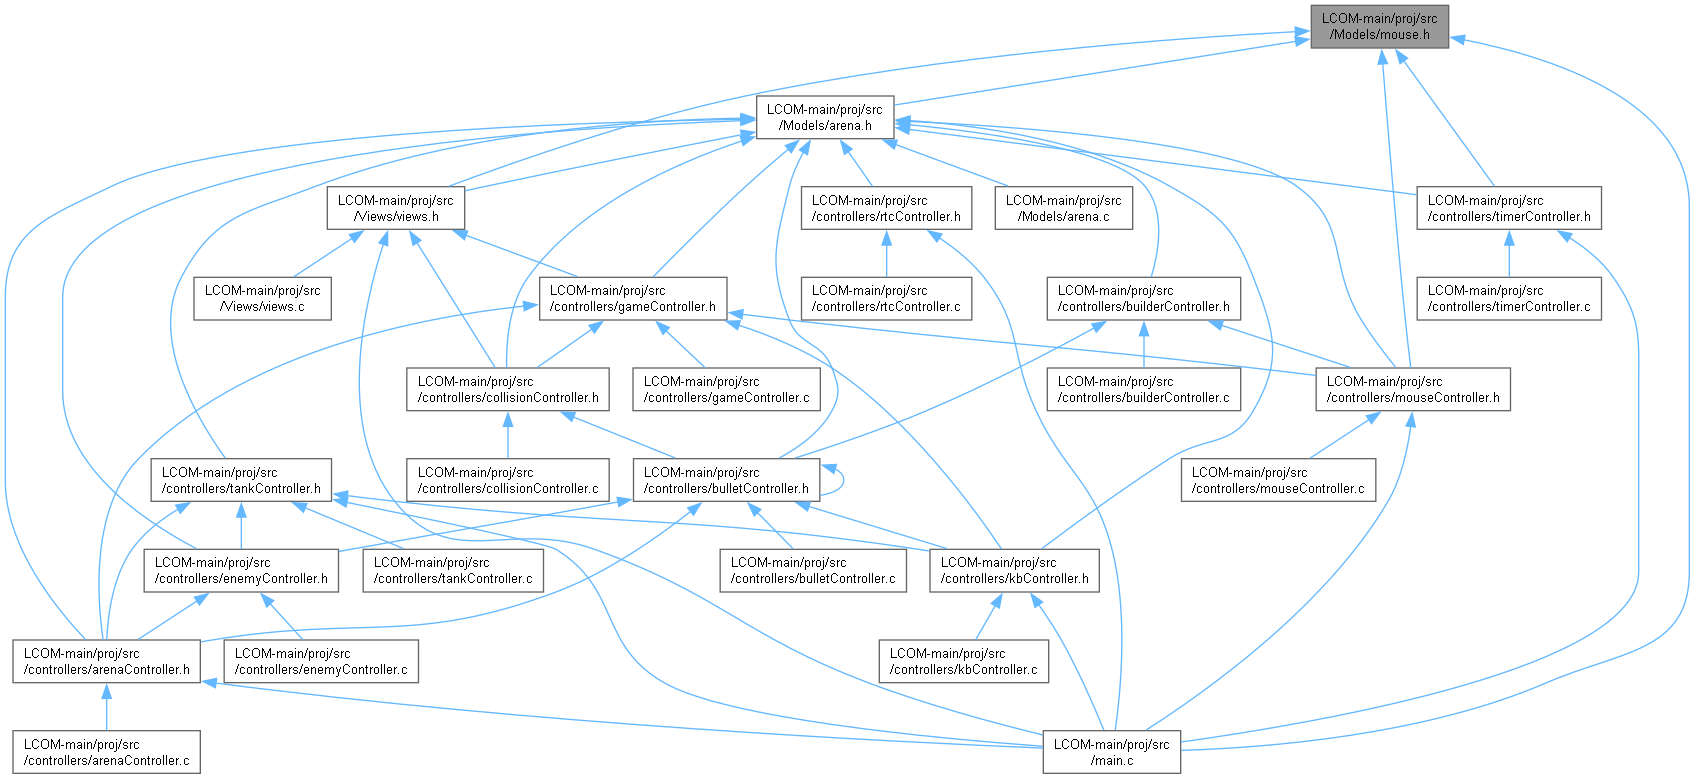 LCOM-main/proj/src
/Models/mouse.h
LCOM-main/proj/src
/Models/arena.h
LCOM-main/proj/src
/Views/views.h
LCOM-main/proj/src
/controllers/rtcController.h
LCOM-main/proj/src
/Models/arena.c
LCOM-main/proj/src
/controllers/timerController.h
LCOM-main/proj/src
/Views/views.c
LCOM-main/proj/src
/controllers/gameController.h
LCOM-main/proj/src
/controllers/rtcController.c
LCOM-main/proj/src
/controllers/builderController.h
LCOM-main/proj/src
/controllers/timerController.c
LCOM-main/proj/src
/controllers/collisionController.h
LCOM-main/proj/src
/controllers/gameController.c
LCOM-main/proj/src
/controllers/builderController.c
LCOM-main/proj/src
/controllers/mouseController.h
LCOM-main/proj/src
/controllers/tankController.h
LCOM-main/proj/src
/controllers/collisionController.c
LCOM-main/proj/src
/controllers/bulletController.h
LCOM-main/proj/src
/controllers/mouseController.c
LCOM-main/proj/src
/controllers/enemyController.h
LCOM-main/proj/src
/controllers/tankController.c
LCOM-main/proj/src
/controllers/bulletController.c
LCOM-main/proj/src
/controllers/kbController.h
LCOM-main/proj/src
/controllers/arenaController.h
LCOM-main/proj/src
/controllers/enemyController.c
LCOM-main/proj/src
/controllers/kbController.c
LCOM-main/proj/src
/controllers/arenaController.c
LCOM-main/proj/src
/main.c